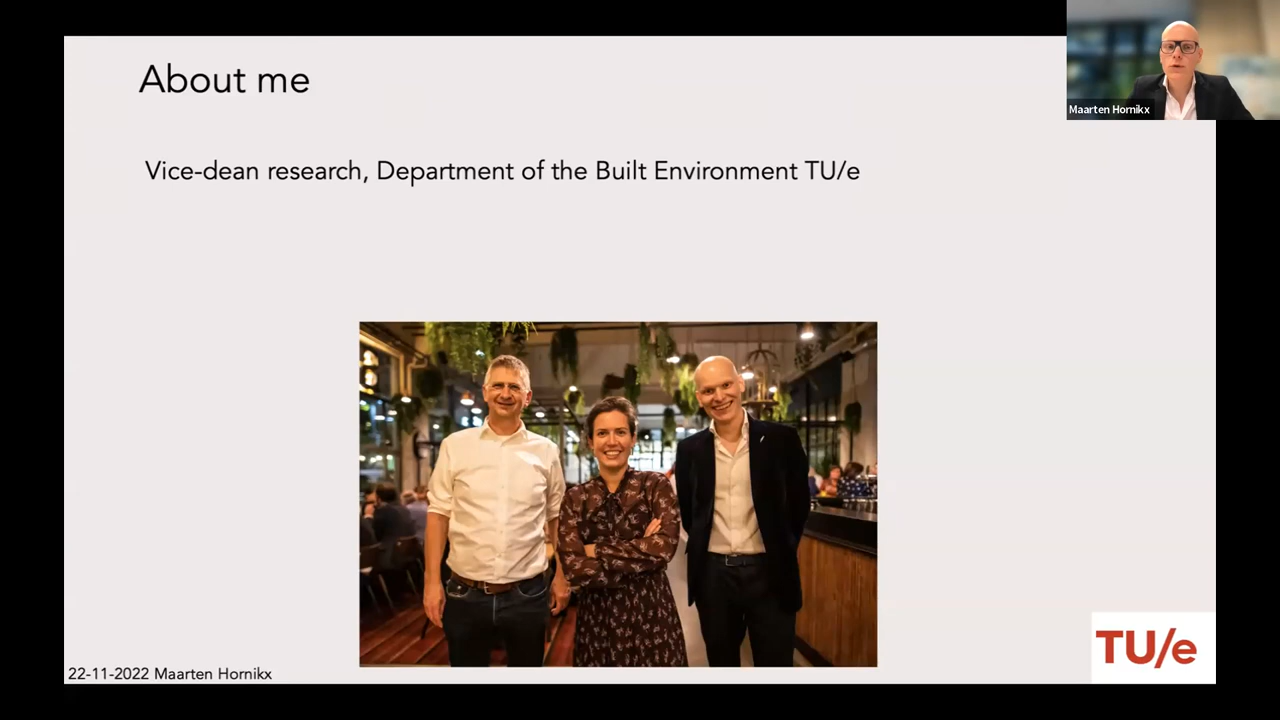 About me
Maarten Hornikx
Vice-dean research, Department of the Built Environment TU/e
22-11-2022 Maarten Hornikx
TU/e